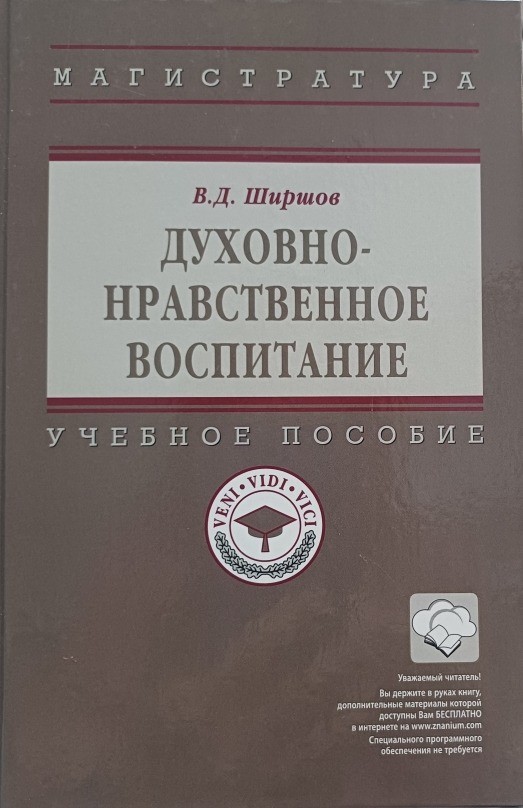 МАГИСТРАТУРА
В.Д. Ширшов
ДУХОВНО-
НРАВСТВЕННОЕ
ВОСПИТАНИЕ
УЧЕБНОЕ ПОСОБИЕ
VENI • VIDI • VICI
Уважаемый читатель!
Вы держите в руках книгу,
дополнительные материалы которой
доступны Вам БЕСПЛАТНО
в интернете на www.znanium.com
Специального программного
обеспечения не требуется